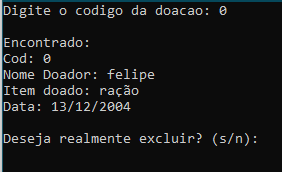 Digite o codigo da doacao: 0
Encontrado:
Cod: 0
Nome Doador: felipe
Item doado: ração
Data: 13/12/2004
Deseja realmente excluir? (s/n):